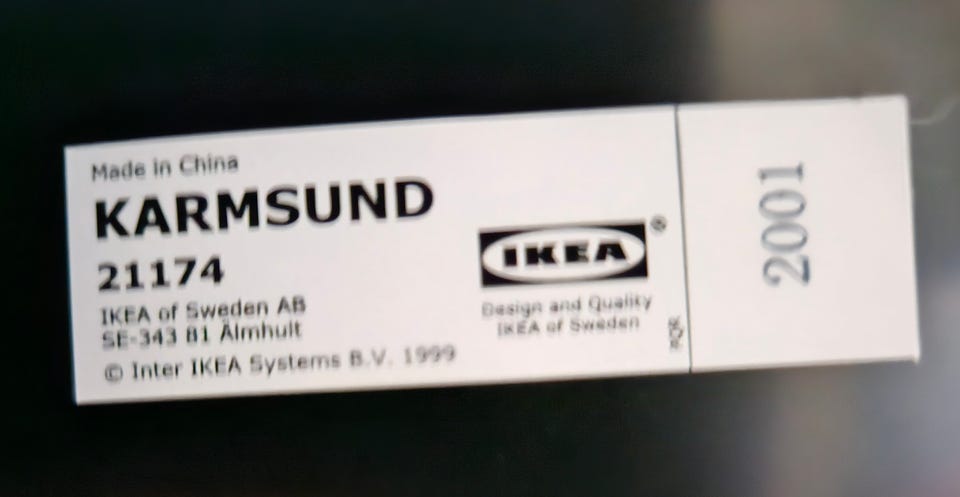 Made in China
KARMSUND
21174
IKEA of Sweden AB
SE-343 81 Älmhult
© Inter IKEA Systems B.V. 1999
IKEA®
Design and Quality
IKEA of Sweden
PQR
2001